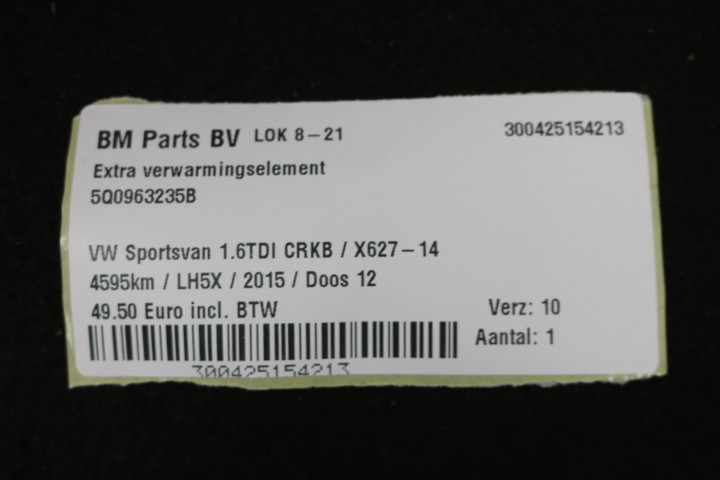 BM Parts BV LOK 8-21 300425154213
Extra verwarmingselement
5Q0963235B
VW Sportsvan 1.6TDI CRKB / X627-14
4595km / LH5X / 2015 / Doos 12
49.50 Euro incl. BTW Verz: 10
Aantal: 1
300425154213